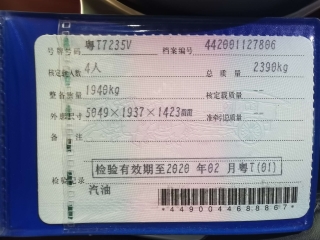 号牌号码 粤T7235V 档案编号 442001127806
核定载人数 4人 总质量 2390kg
整备质量 1940kg 核定载质量
外廓尺寸 5049×1937×1423mm 准牵引总质量
备注
检验有效期至2020年02月粤T(01)
检验记录
汽油
*4490044688867*